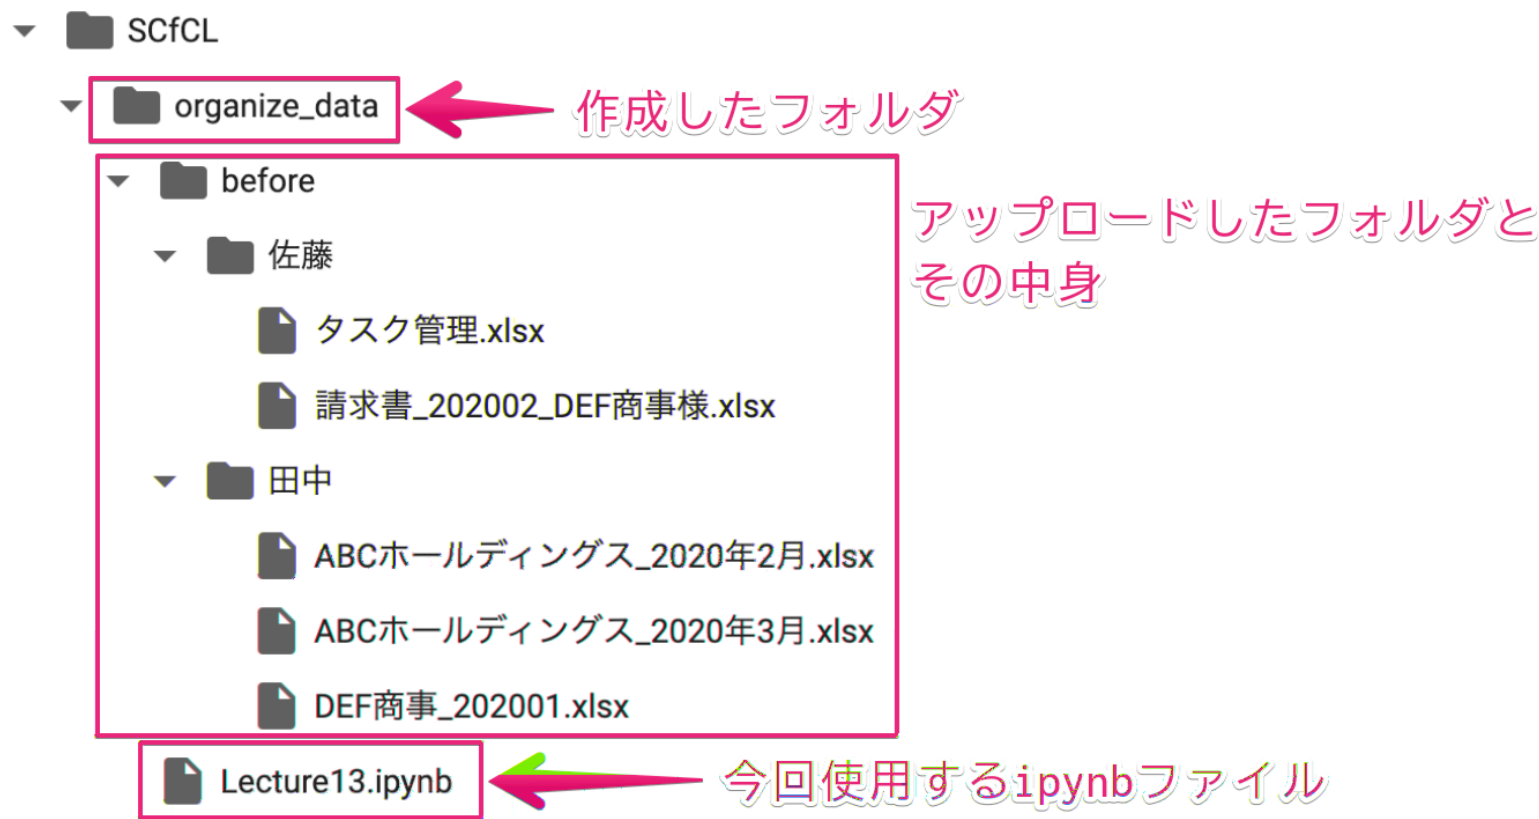 SCfCL
organize_data
作成したフォルダ
before
アップロードしたフォルダと
その中身
佐藤
タスク管理.xlsx
請求書_202002_DEF商事様.xlsx
田中
ABCホールディングス_2020年2月.xlsx
ABCホールディングス_2020年3月.xlsx
DEF商事_202001.xlsx
Lecture13.ipynb
今回使用するipynbファイル